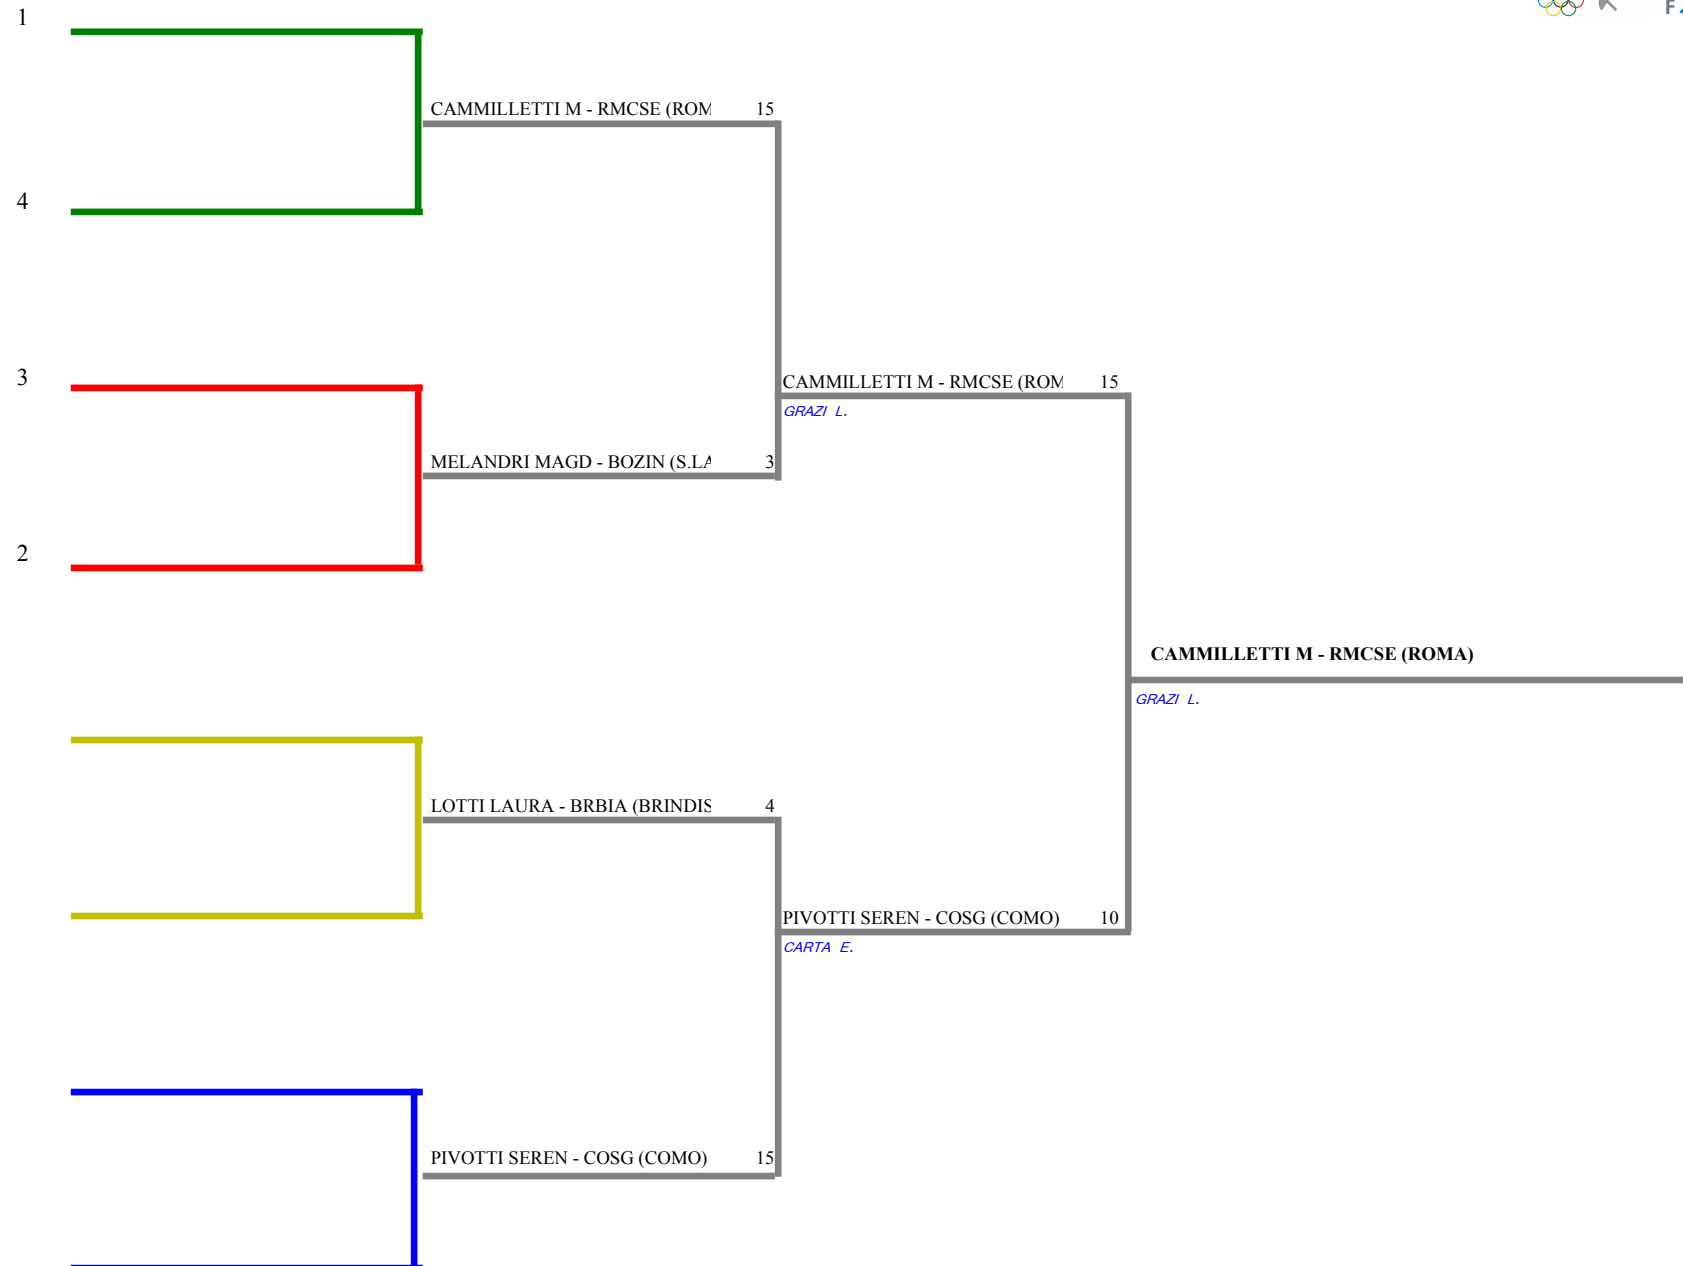 1
CAMMILLETTI M - RMCSE (ROM 15
4
3
CAMMILLETTI M - RMCSE (ROM 15
GRAZI L.
MELANDRI MAGD - BOZIN (S.LA 3
2
CAMMILLETTI M - RMCSE (ROMA)
GRAZI L.
LOTTI LAURA - BRBIA (BRINDIS 4
PIVOTTI SEREN - COSG (COMO) 10
CARTA E.
PIVOTTI SEREN - COSG (COMO) 15